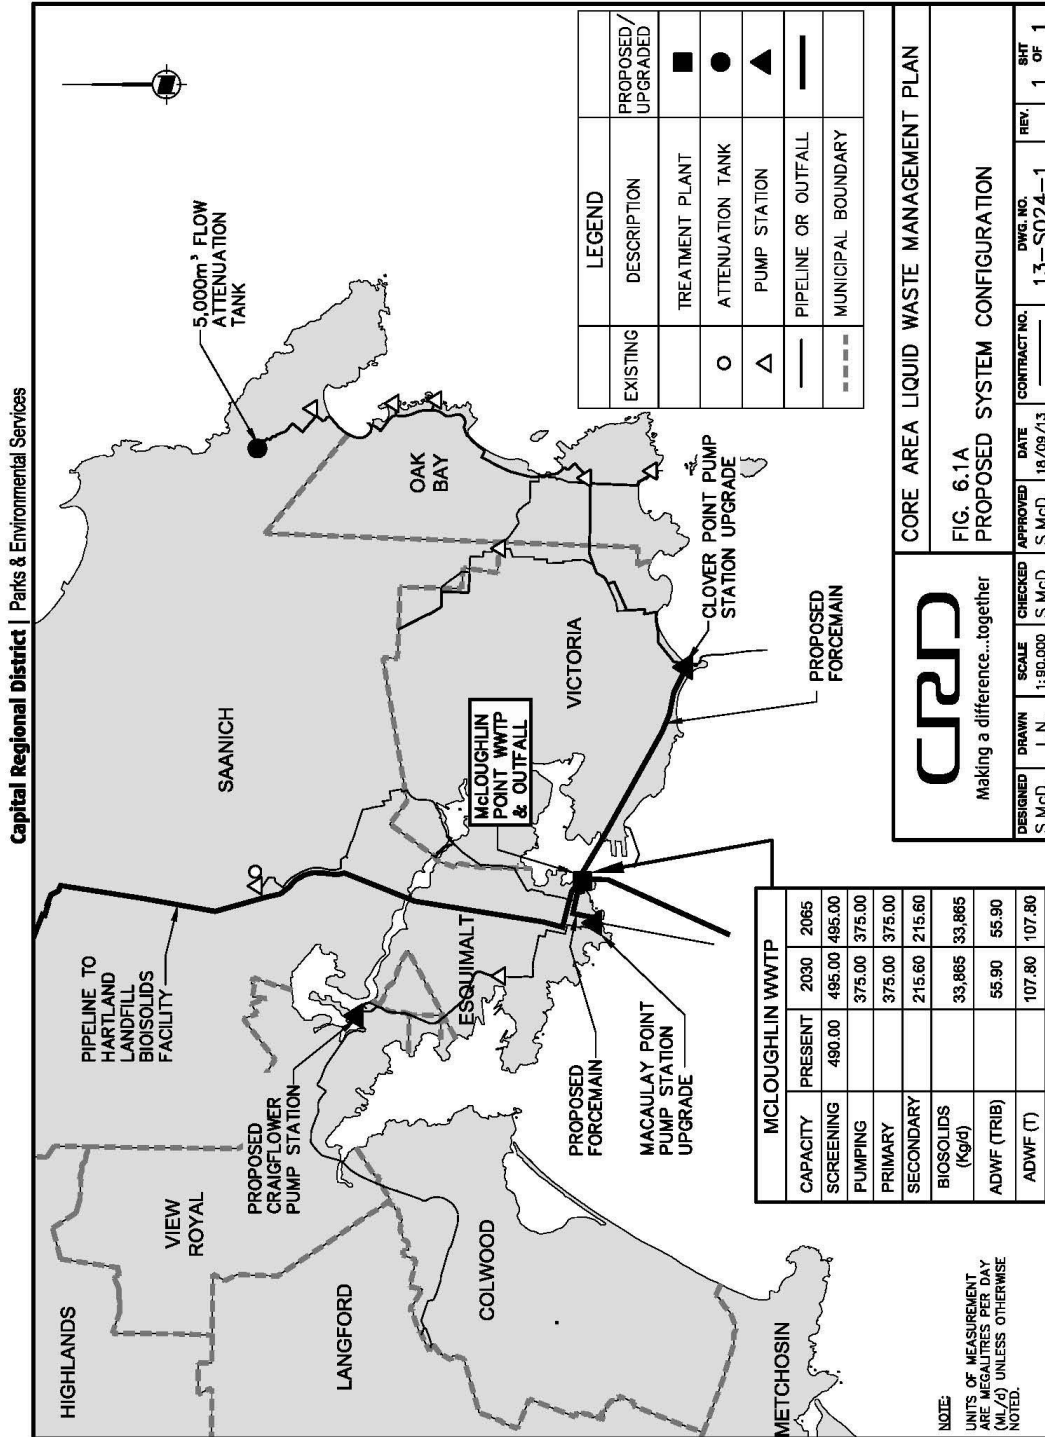 Capital Regional District | Parks & Environmental Services
HIGHLANDS
VIEW
ROYAL
LANGFORD
COLWOOD
METCHOSIN
SAANICH
ESQUIMALT
VICTORIA
OAK
BAY
PIPELINE TO
HARTLAND
LANDFILL
BIOISOLIDS
FACILITY
5,000m³ FLOW
ATTENUATION
TANK
PROPOSED
CRAIGFLOWER
PUMP STATION
McLOUGHLIN
POINT WWTP
& OUTFALL
PROPOSED
FORCEMAIN
MACAULAY POINT
PUMP STATION
UPGRADE
CLOVER POINT PUMP
STATION UPGRADE
PROPOSED
FORCEMAIN
LEGEND
EXISTING DESCRIPTION PROPOSED/
UPGRADED
TREATMENT PLANT
ATTENUATION TANK
PUMP STATION
PIPELINE OR OUTFALL
MUNICIPAL BOUNDARY
MCLOUGHLIN WWTP
CAPACITY PRESENT 2030 2065
SCREENING 490.00 495.00 495.00
PUMPING 375.00 375.00
PRIMARY 375.00 375.00
SECONDARY 215.60 215.60
BIOSOLIDS
(Kg/d) 33,865 33,865
ADWF (TRIB) 55.90 55.90
ADWF (T) 107.80 107.80
NOTE:
UNITS OF MEASUREMENT
ARE MEGALITRES PER DAY
(ML/d) UNLESS OTHERWISE
NOTED.
CRD
Making a difference...together
CORE AREA LIQUID WASTE MANAGEMENT PLAN
FIG. 6.1A
PROPOSED SYSTEM CONFIGURATION
DESIGNED DRAWN SCALE CHECKED APPROVED DATE CONTRACT NO. DWG. NO. REV. SHT
S.McD. 1:90,000 S.McD. S.McD. 18/09/13 13-S024-1 1 OF 1